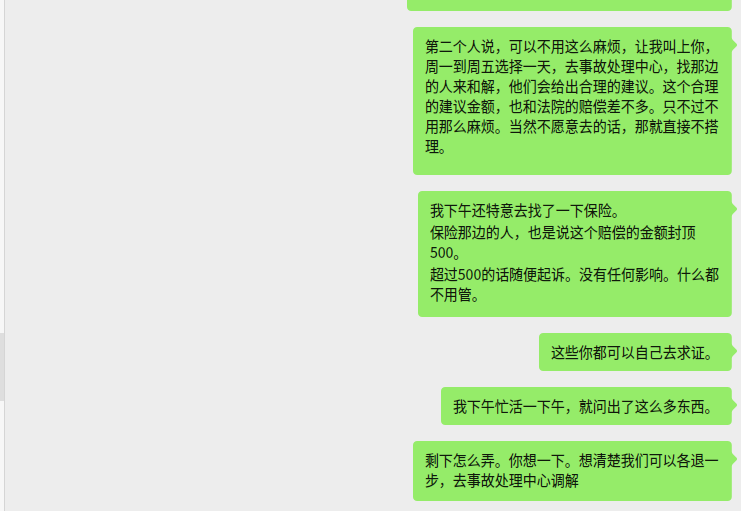 第二个人说，可以不用这么麻烦，让我叫上你，
周一到周五选择一天，去事故处理中心，找那边
的人来和解，他们会给出合理的建议。这个合理
的建议金额，也和法院的赔偿差不多。只不过不
用那么麻烦。当然不愿意去的话，那就直接不搭
理。
我下午还特意去找了一下保险。
保险那边的人，也是说这个赔偿的金额封顶
500。
超过500的话随便起诉。没有任何影响。什么都
不用管。
这些你都可以自己去求证。
我下午忙活一下午，就问出了这么多东西。
剩下怎么弄。你想一下。想清楚我们可以各退一
步，去事故处理中心调解